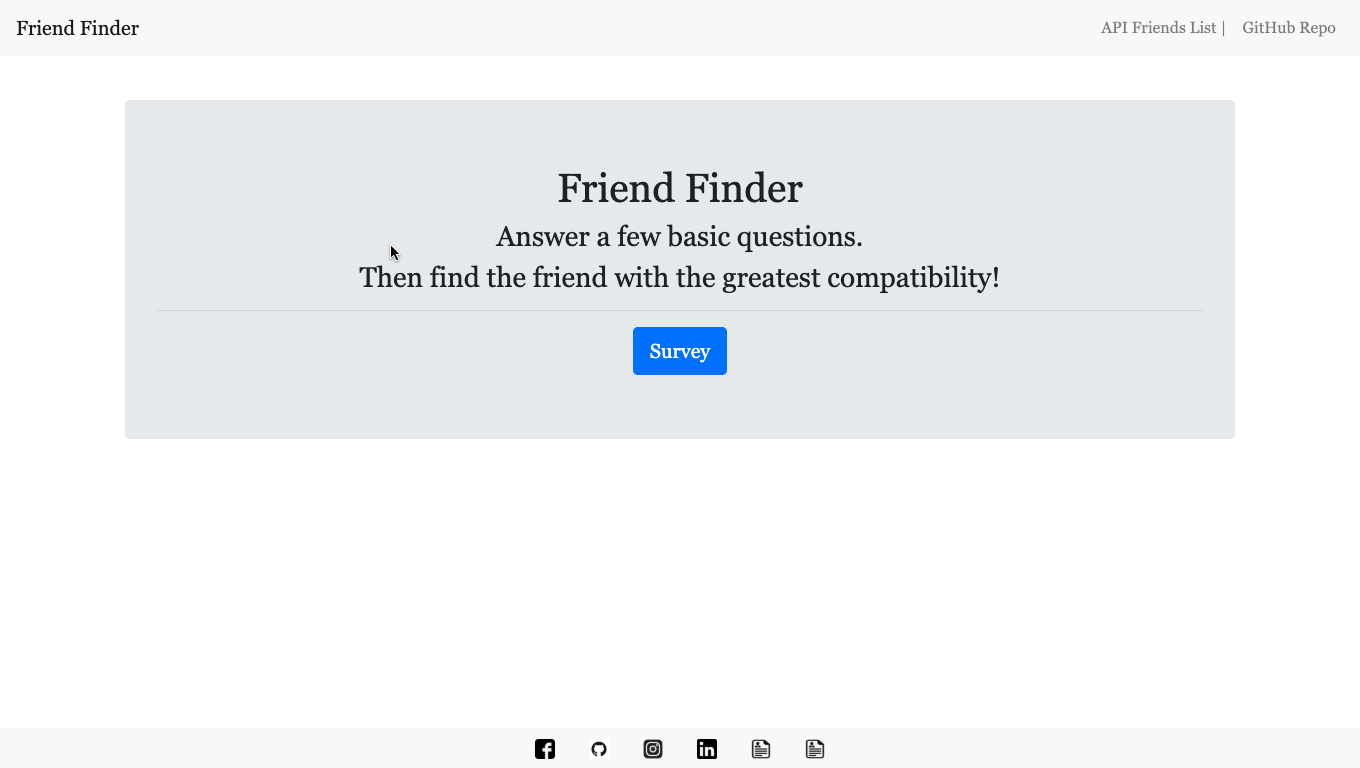 Friend Finder
API Friends List |
GitHub Repo
Friend Finder
Answer a few basic questions.
Then find the friend with the greatest compatibility!
Survey